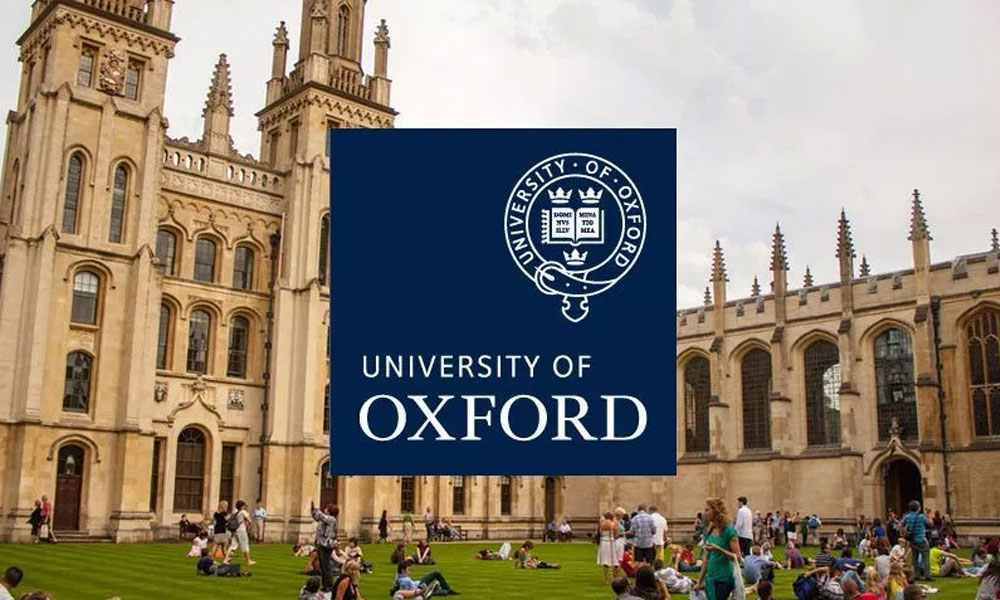 UNIVERSITY · OF · OXFORD
DOMI MINA
NVS TIO
ILLV MEA
UNIVERSITY OF
OXFORD